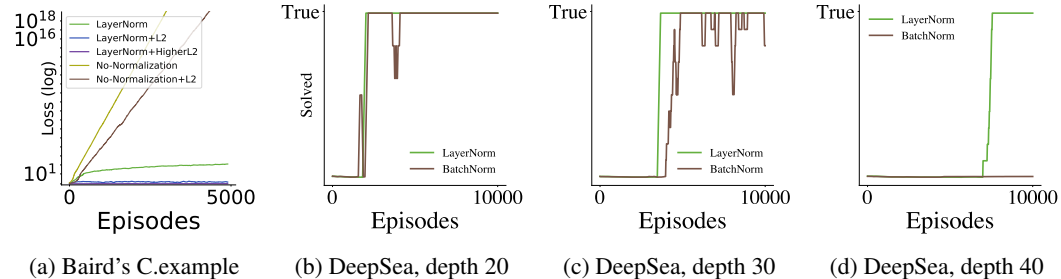 10^18
10^16
10^1
Loss (log)
LayerNorm
LayerNorm+L2
LayerNorm+HigherL2
No-Normalization
No-Normalization+L2
0 5000
Episodes
(a) Baird's C.example
True
Solved
LayerNorm
BatchNorm
0 10000
Episodes
(b) DeepSea, depth 20
True
LayerNorm
BatchNorm
0 10000
Episodes
(c) DeepSea, depth 30
True
LayerNorm
BatchNorm
0 10000
Episodes
(d) DeepSea, depth 40